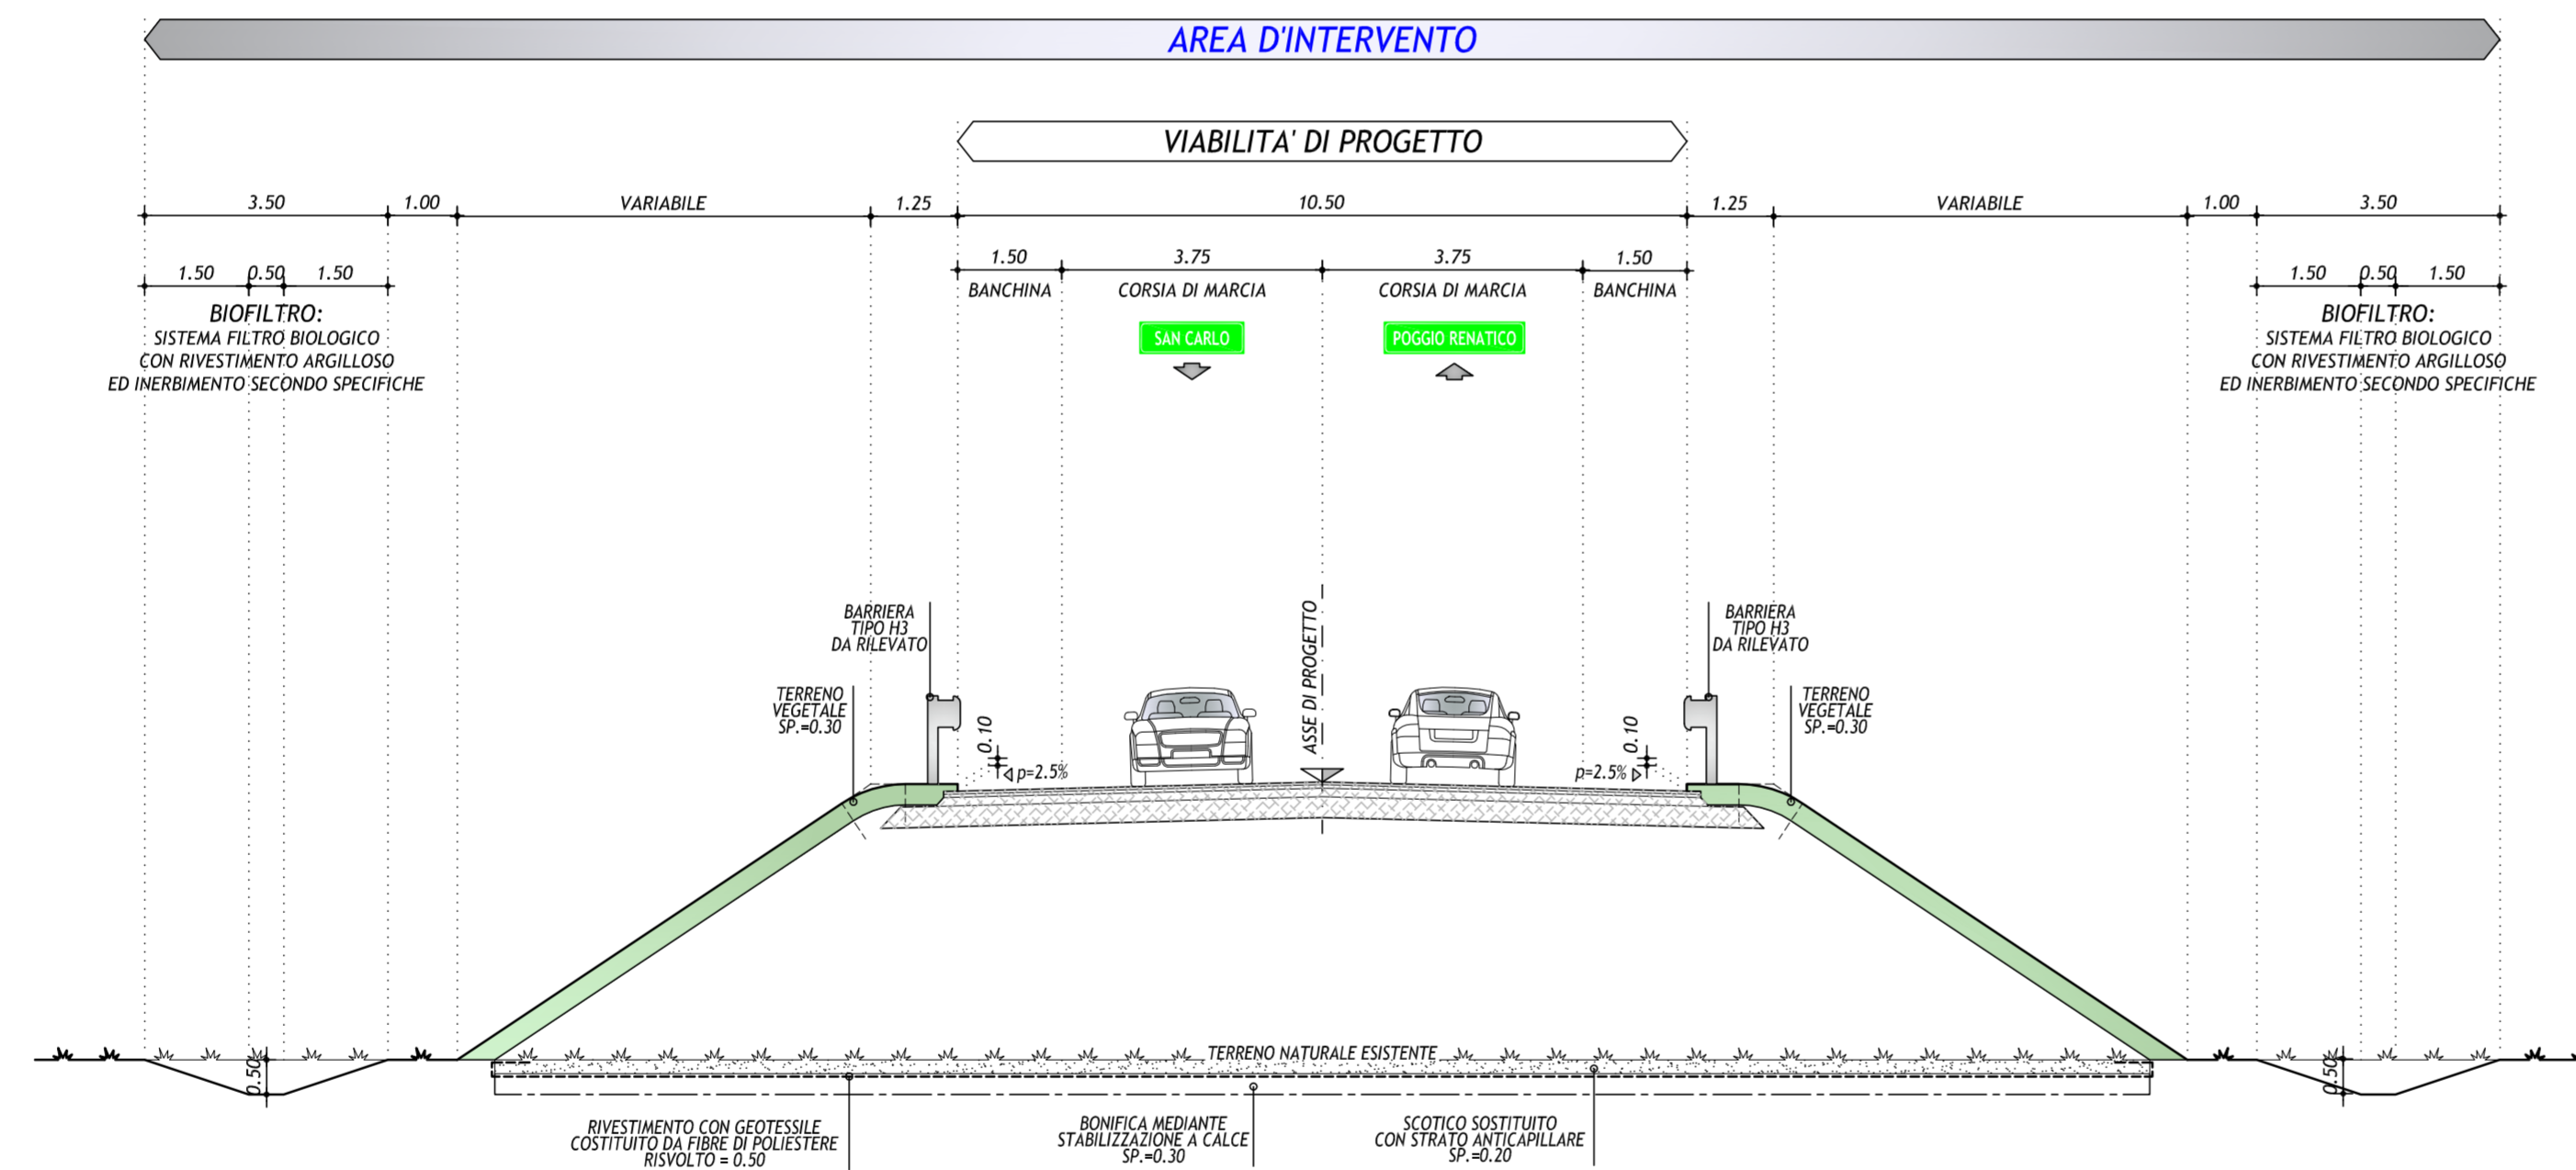 AREA D'INTERVENTO
VIABILITA' DI PROGETTO
3.50
1.00
VARIABILE
1.25
10.50
1.25
VARIABILE
1.00
3.50
1.50
0.50
1.50
1.50
3.75
3.75
1.50
1.50
0.50
1.50
BANCHINA
CORSIA DI MARCIA
CORSIA DI MARCIA
BANCHINA
BIOFILTRO:
SISTEMA FILTRO BIOLOGICO
CON RIVESTIMENTO ARGILLOSO
ED INERBIMENTO SECONDO SPECIFICHE
SAN CARLO
POGGIO RENATICO
BIOFILTRO:
SISTEMA FILTRO BIOLOGICO
CON RIVESTIMENTO ARGILLOSO
ED INERBIMENTO SECONDO SPECIFICHE
BARRIERA
TIPO H3
DA RILEVATO
ASSE DI PROGETTO
BARRIERA
TIPO H3
DA RILEVATO
TERRENO
VEGETALE
SP.=0.30
0.10
p=2.5%
0.10
p=2.5%
TERRENO
VEGETALE
SP.=0.30
TERRENO NATURALE ESISTENTE
0.50
0.50
RIVESTIMENTO CON GEOTESSILE
COSTITUITO DA FIBRE DI POLIESTERE
RISVOLTO = 0.50
BONIFICA MEDIANTE
STABILIZZAZIONE A CALCE
SP.=0.30
SCOTICO SOSTITUITO
CON STRATO ANTICAPILLARE
SP.=0.20